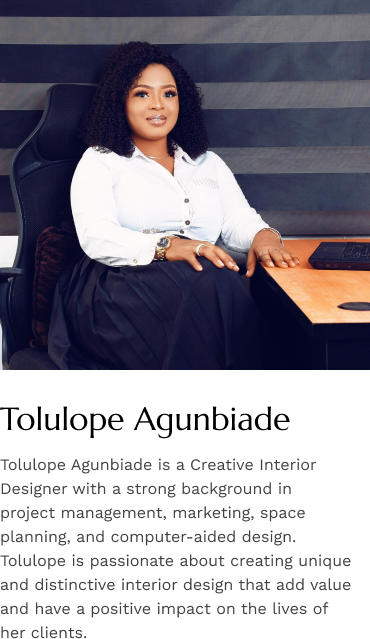 Tolulope Agunbiade
Tolulope Agunbiade is a Creative Interior
Designer with a strong background in
project management, marketing, space
planning, and computer-aided design.
Tolulope is passionate about creating unique
and distinctive interior design that add value
and have a positive impact on the lives of
her clients.